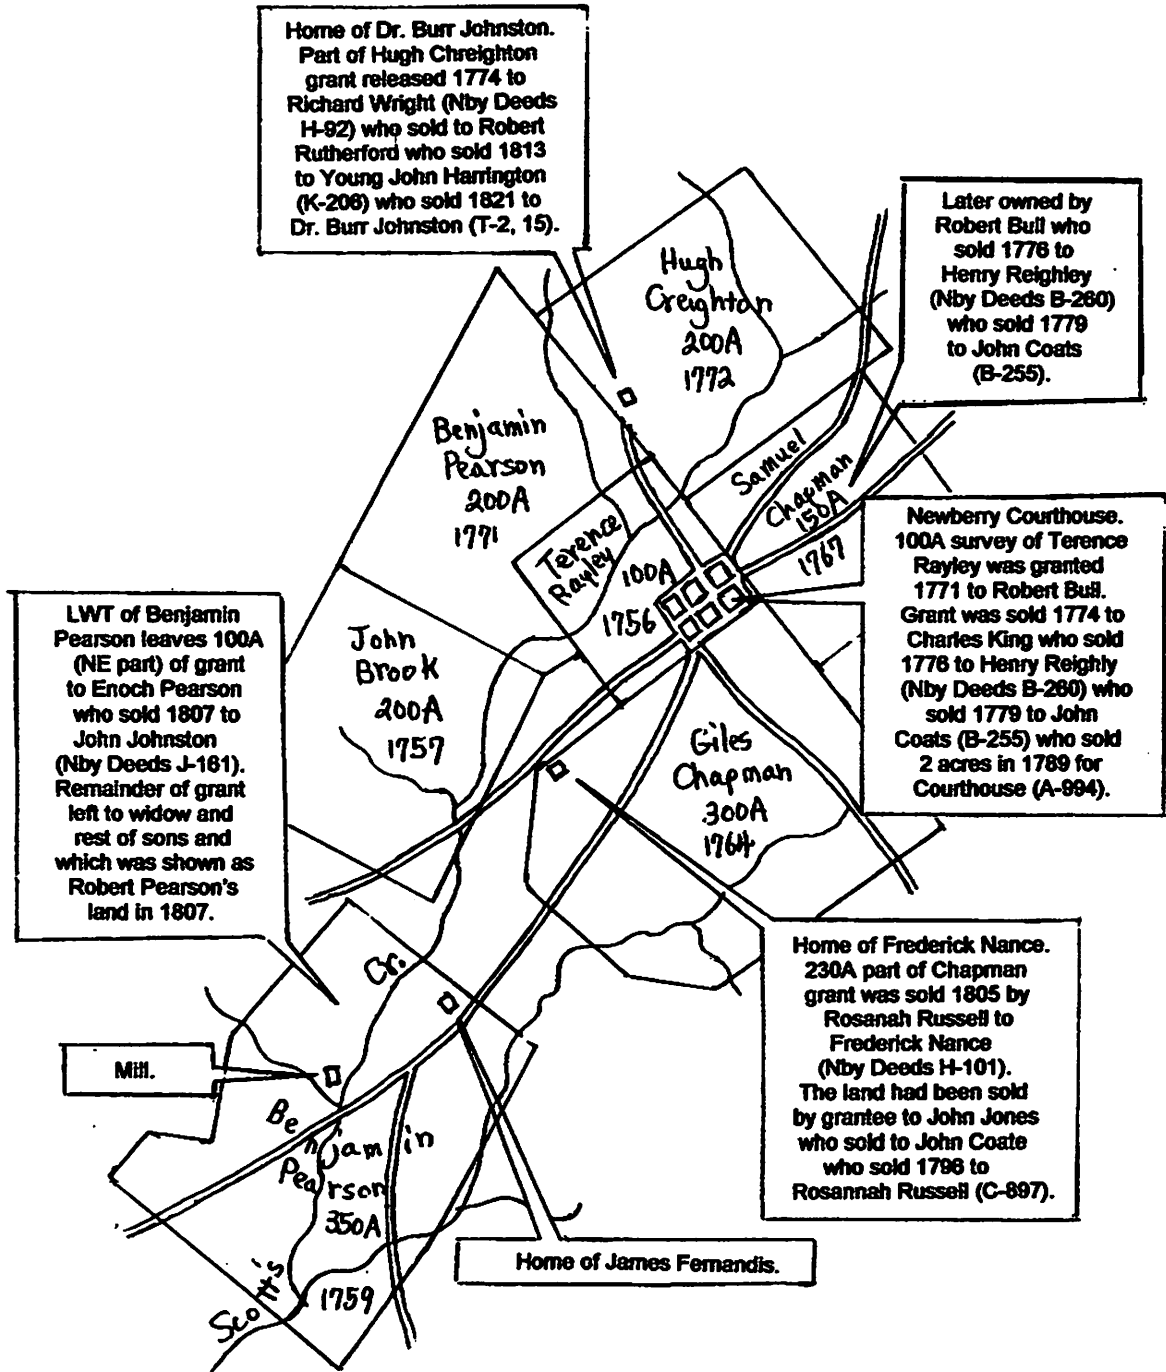 Home of Dr. Burr Johnston.
Part of Hugh Chreighton
grant released 1774 to
Richard Wright (Nby Deeds
H-92) who sold to Robert
Rutherford who sold 1813
to Young John Harrington
(K-206) who sold 1821 to
Dr. Burr Johnston (T-2, 15).
Later owned by
Robert Bull who
sold 1776 to
Henry Reighley
(Nby Deeds B-260)
who sold 1779
to John Coats
(B-255).
Hugh
Creighton
200A
1772
Benjamin
Pearson
200A
1771
Samuel
Chapman
150A
1767
Terence
Rayley
100A
1756
Newberry Courthouse.
100A survey of Terence
Rayley was granted
1771 to Robert Bull.
Grant was sold 1774 to
Charles King who sold
1776 to Henry Reighly
(Nby Deeds B-260) who
sold 1779 to John
Coats (B-255) who sold
2 acres in 1789 for
Courthouse (A-994).
LWT of Benjamin
Pearson leaves 100A
(NE part) of grant
to Enoch Pearson
who sold 1807 to
John Johnston
(Nby Deeds J-161).
Remainder of grant
left to widow and
rest of sons and
which was shown as
Robert Pearson's
land in 1807.
John
Brook
200A
1757
Giles
Chapman
300A
1764
Home of Frederick Nance.
230A part of Chapman
grant was sold 1805 by
Rosanah Russell to
Frederick Nance
(Nby Deeds H-101).
The land had been sold
by grantee to John Jones
who sold to John Coate
who sold 1796 to
Rosannah Russell (C-897).
Cr.
Mill.
Benjamin
Pearson
350A
1759
Scott's
Home of James Fernandis.